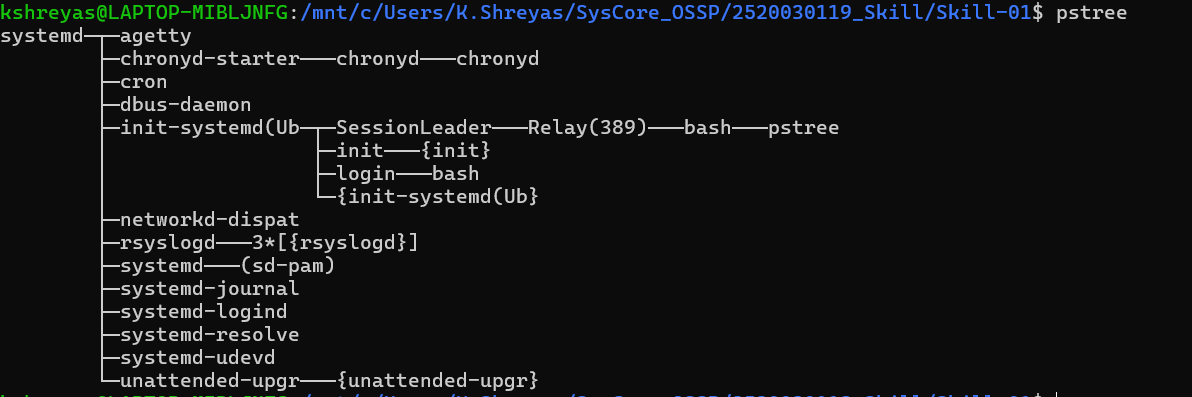 kshreyas@LAPTOP-MIBLJNFG:/mnt/c/Users/K.Shreyas/SysCore_OSSP/2520030119_Skill/Skill-01$ pstree
systemd─┬─agetty
        ├─chronyd-starter───chronyd───chronyd
        ├─cron
        ├─dbus-daemon
        ├─init-systemd(Ub─┬─SessionLeader───Relay(389)───bash───pstree
        │                 ├─init───{init}
        │                 ├─login───bash
        │                 └─{init-systemd(Ub}
        ├─networkd-dispat
        ├─rsyslogd───3*[{rsyslogd}]
        ├─systemd───(sd-pam)
        ├─systemd-journal
        ├─systemd-logind
        ├─systemd-resolve
        ├─systemd-udevd
        └─unattended-upgr───{unattended-upgr}